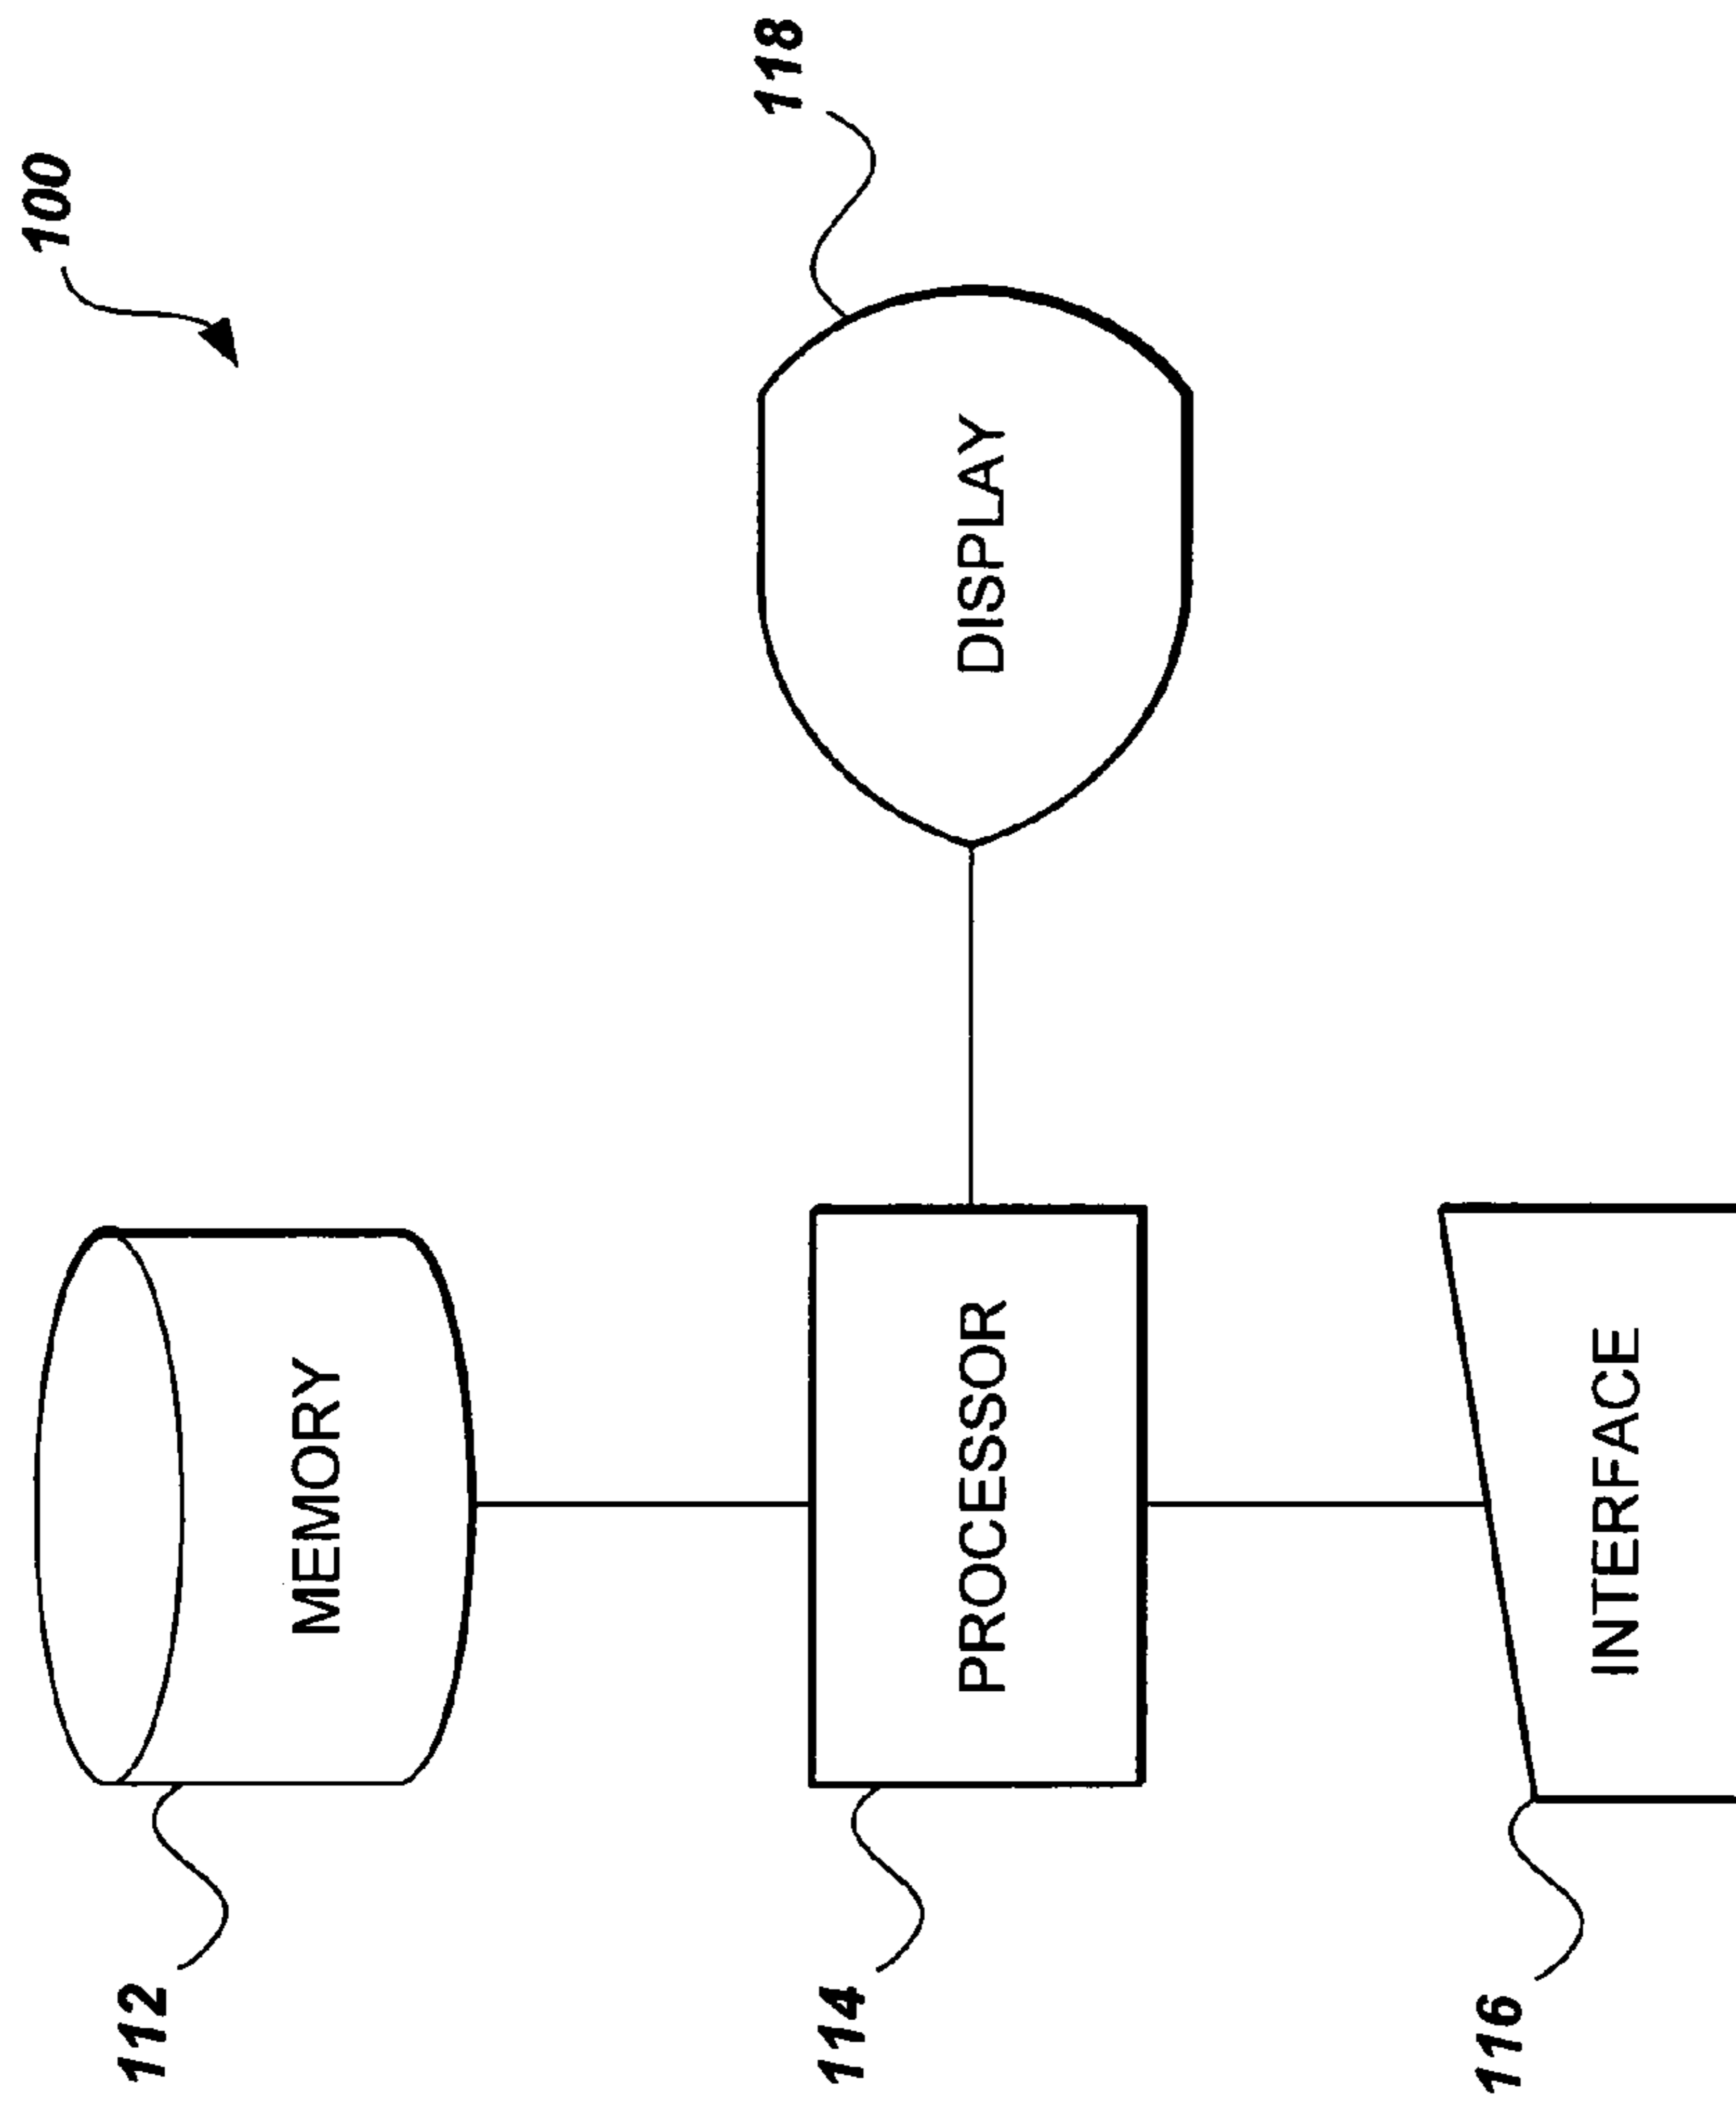 100
118
DISPLAY
MEMORY
PROCESSOR
INTERFACE
112
114
116